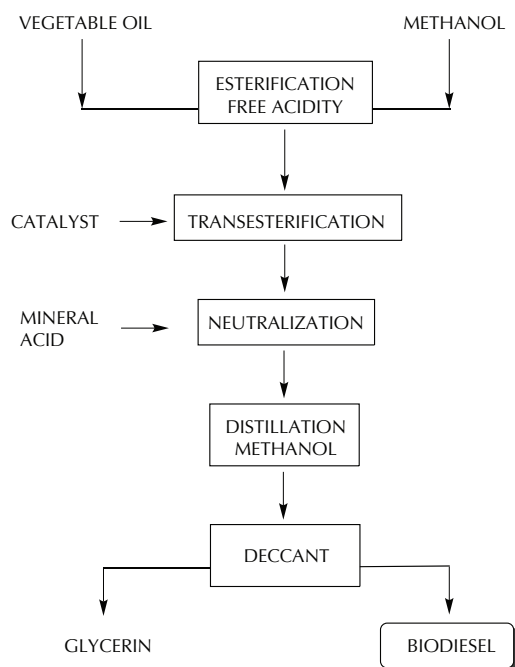 VEGETABLE OIL
METHANOL
ESTERIFICATION
FREE ACIDITY
CATALYST
TRANSESTERIFICATION
MINERAL
ACID
NEUTRALIZATION
DISTILLATION
METHANOL
DECCANT
GLYCERIN
BIODIESEL